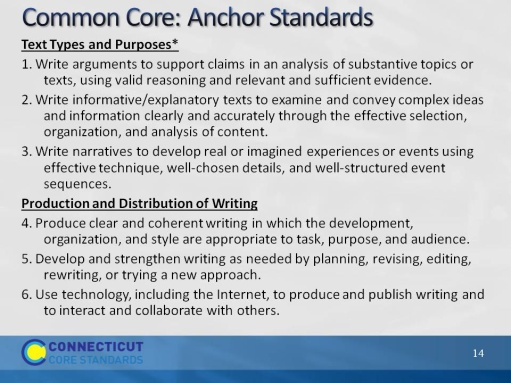 Common Core: Anchor Standards
Text Types and Purposes*
1. Write arguments to support claims in an analysis of substantive topics or
texts, using valid reasoning and relevant and sufficient evidence.
2. Write informative/explanatory texts to examine and convey complex ideas
and information clearly and accurately through the effective selection,
organization, and analysis of content.
3. Write narratives to develop real or imagined experiences or events using
effective technique, well-chosen details, and well-structured event
sequences.
Production and Distribution of Writing
4. Produce clear and coherent writing in which the development,
organization, and style are appropriate to task, purpose, and audience.
5. Develop and strengthen writing as needed by planning, revising, editing,
rewriting, or trying a new approach.
6. Use technology, including the Internet, to produce and publish writing and
to interact and collaborate with others.
CONNECTICUT
CORE STANDARDS
14